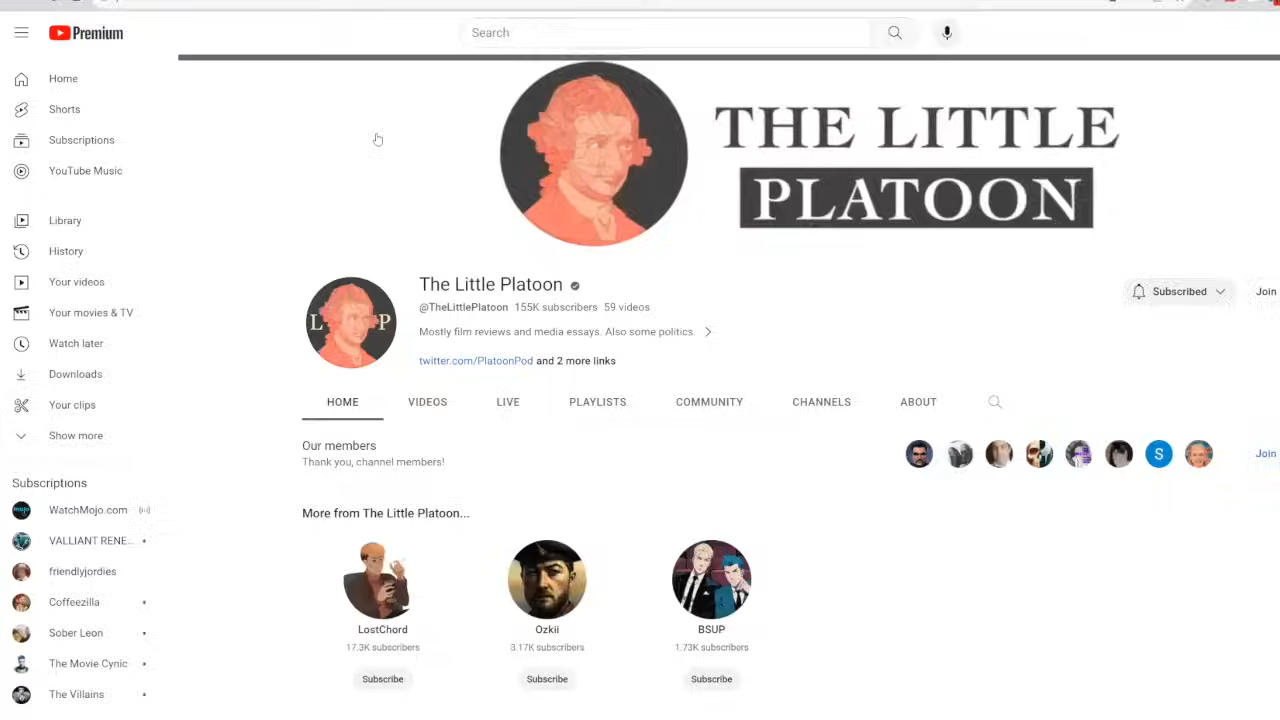 Premium
Search
Home
Shorts
Subscriptions
YouTube Music
Library
History
Your videos
Your movies & TV
Watch later
Downloads
Your clips
Show more
Subscriptions
WatchMojo.com
VALLIANT RENE...
friendlyjordies
Coffeezilla
Sober Leon
The Movie Cynic
The Villains
THE LITTLE
PLATOON
L P
The Little Platoon
@TheLittlePlatoon 155K subscribers 59 videos
Mostly film reviews and media essays. Also some politics.
twitter.com/PlatoonPod and 2 more links
Subscribed
Join
HOME VIDEOS LIVE PLAYLISTS COMMUNITY CHANNELS ABOUT
Our members
Thank you, channel members!
S
Join
More from The Little Platoon...
LostChord
17.3K subscribers
Subscribe
Ozkii
3.17K subscribers
Subscribe
BSUP
1.73K subscribers
Subscribe